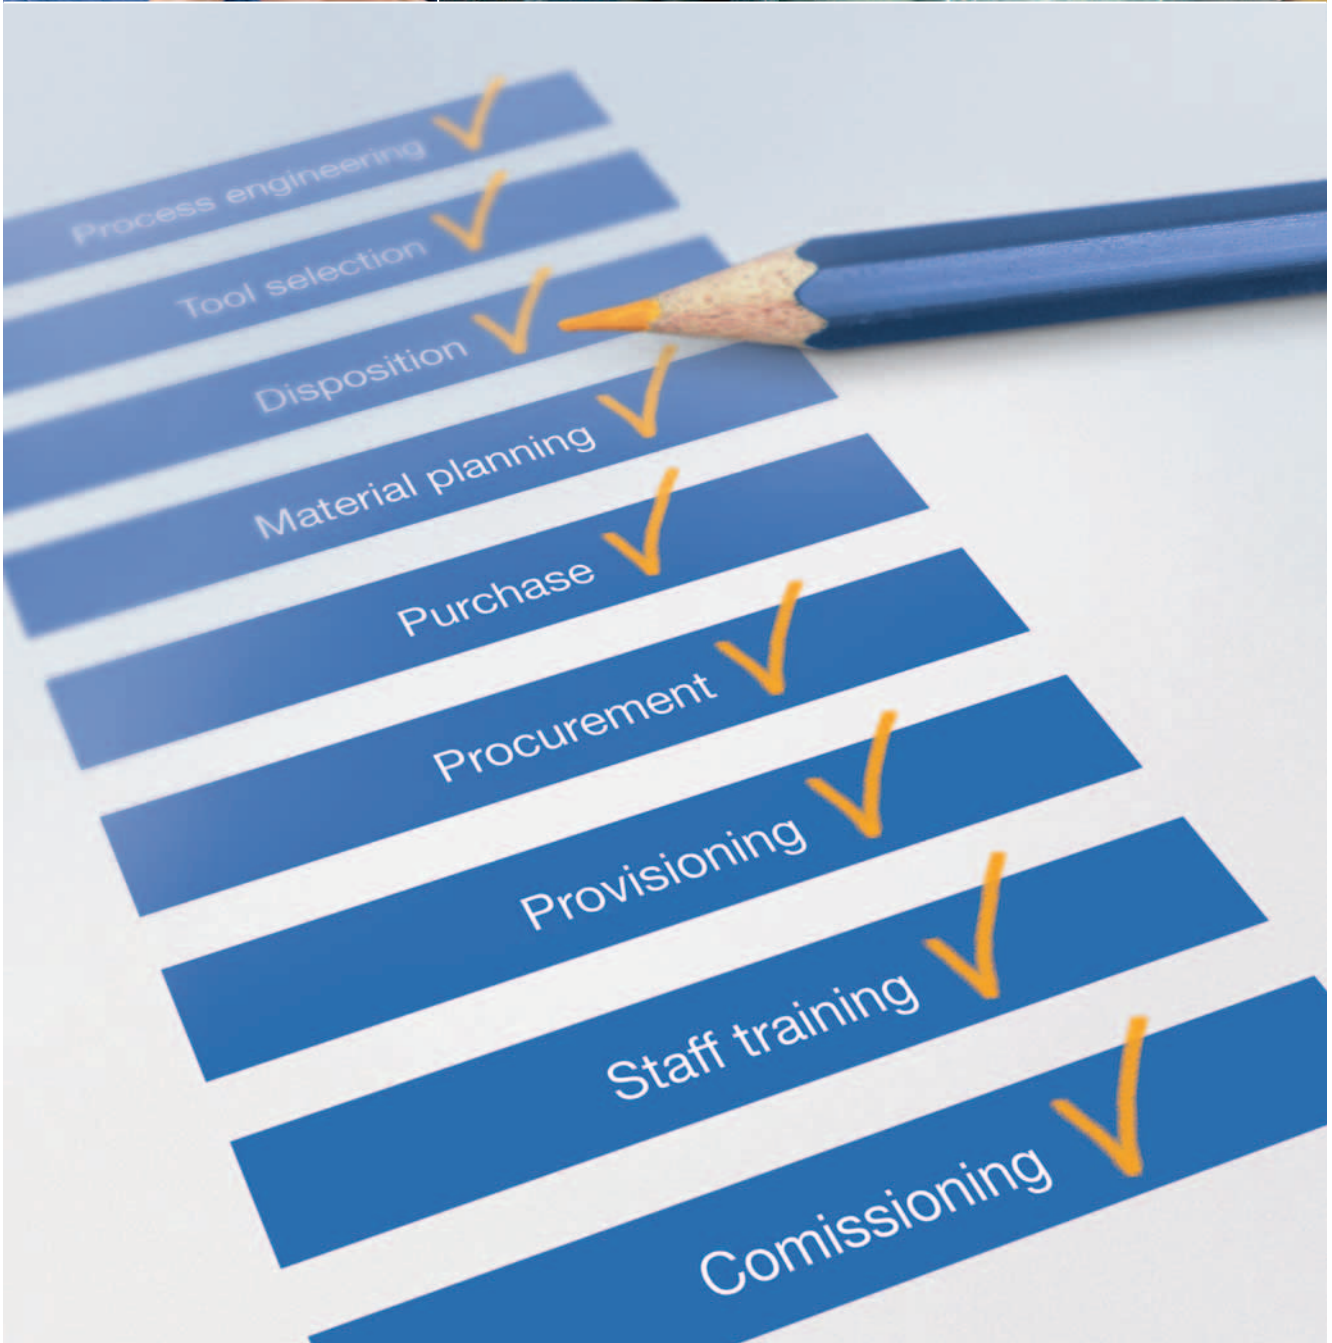 Process engineering
Tool selection
Disposition
Material planning
Purchase
Procurement
Provisioning
Staff training
Comissioning